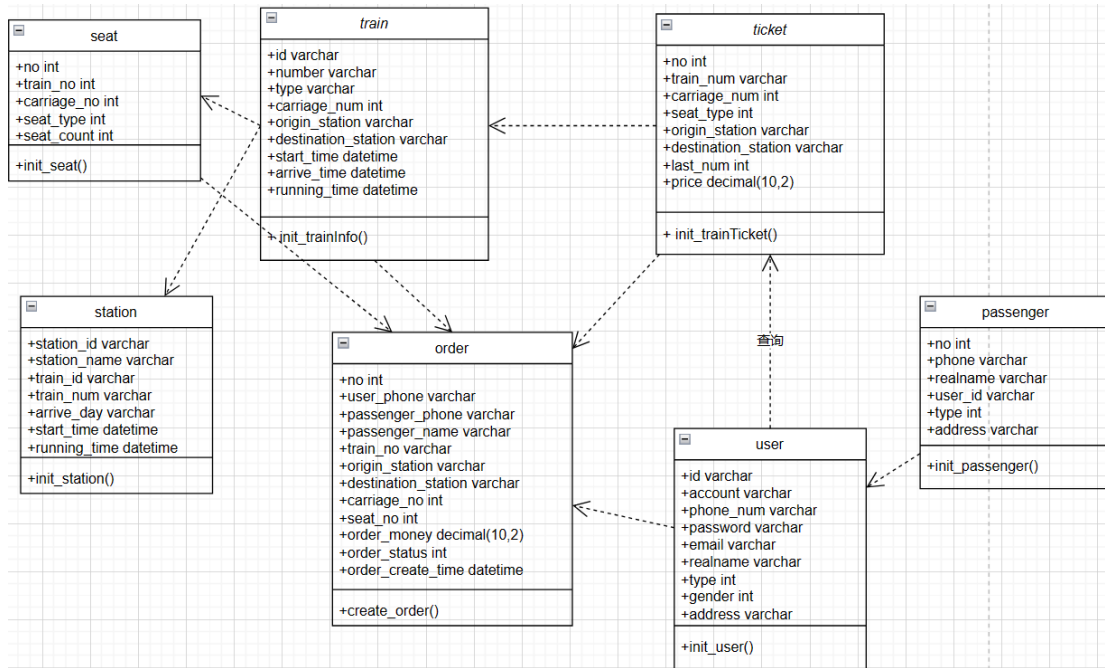 seat
+no int
+train_no int
+carriage_no int
+seat_type int
+seat_count int
+init_seat()
train
+id varchar
+number varchar
+type varchar
+carriage_num int
+origin_station varchar
+destination_station varchar
+start_time datetime
+arrive_time datetime
+running_time datetime
+ init_trainInfo()
ticket
+no int
+train_num varchar
+carriage_num int
+seat_type int
+origin_station varchar
+destination_station varchar
+last_num int
+price decimal(10,2)
+ init_trainTicket()
station
+station_id varchar
+station_name varchar
+train_id varchar
+train_num varchar
+arrive_day varchar
+start_time datetime
+running_time datetime
+init_station()
order
+no int
+user_phone varchar
+passenger_phone varchar
+passenger_name varchar
+train_no varchar
+origin_station varchar
+destination_station varchar
+carriage_no int
+seat_no int
+order_money decimal(10,2)
+order_status int
+order_create_time datetime
+create_order()
查询
user
+id varchar
+account varchar
+phone_num varchar
+password varchar
+email varchar
+realname varchar
+type int
+gender int
+address varchar
+init_user()
passenger
+no int
+phone varchar
+realname varchar
+user_id varchar
+type int
+address varchar
+init_passenger()